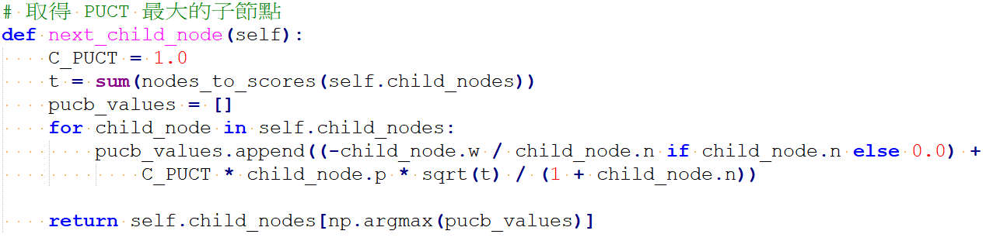 # 取得 PUCT 最大的子節點
def next_child_node(self):
    C_PUCT = 1.0
    t = sum(nodes_to_scores(self.child_nodes))
    pucb_values = []
    for child_node in self.child_nodes:
        pucb_values.append((-child_node.w / child_node.n if child_node.n else 0.0) +
            C_PUCT * child_node.p * sqrt(t) / (1 + child_node.n))
    return self.child_nodes[np.argmax(pucb_values)]